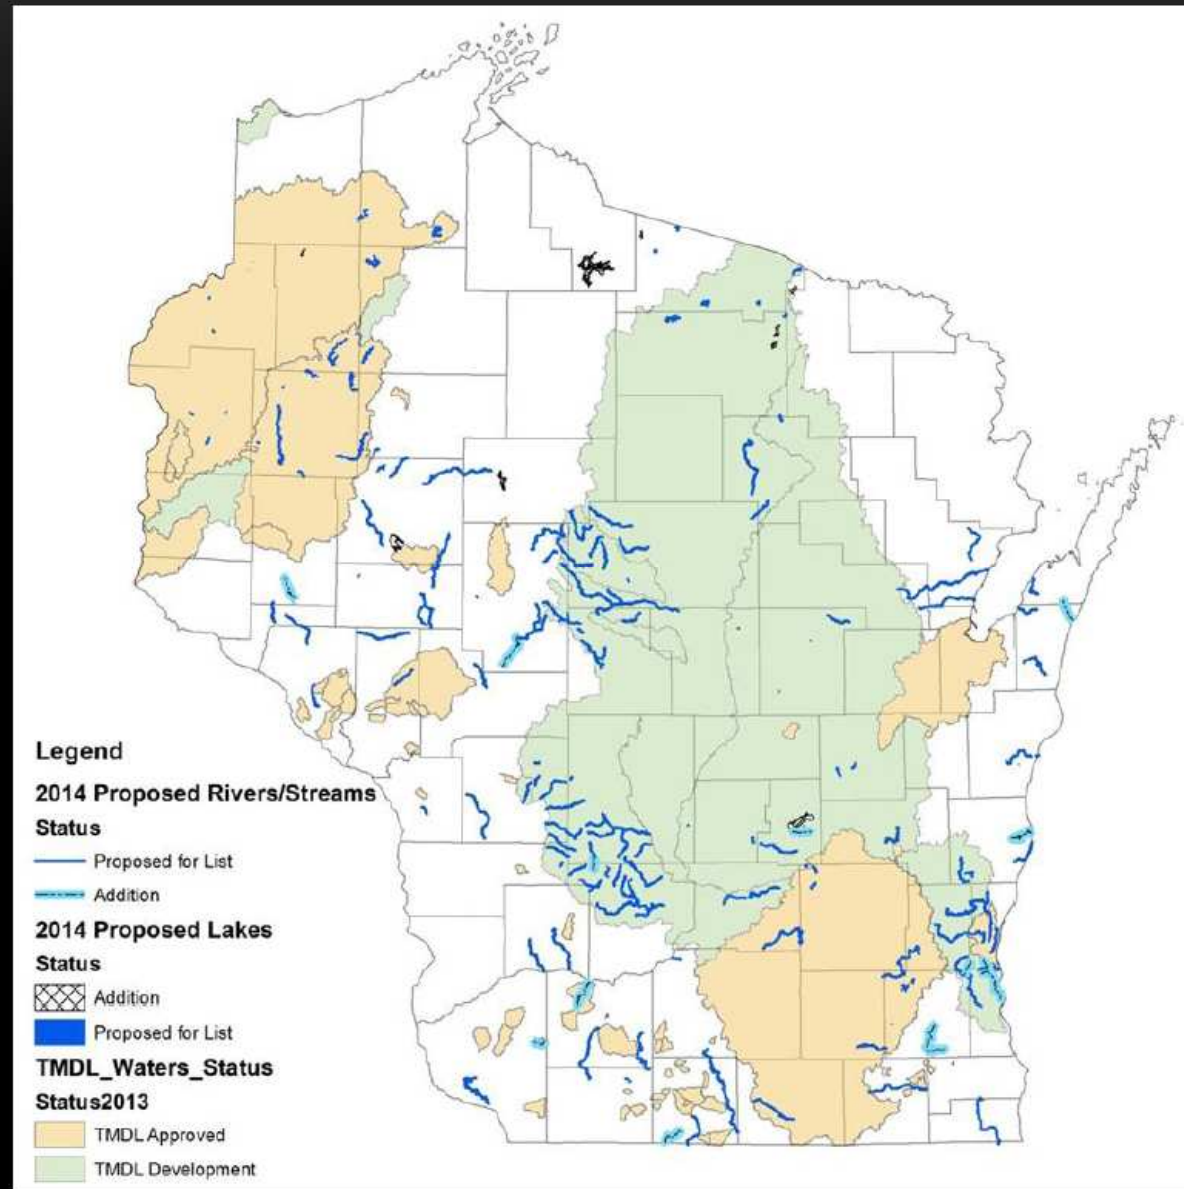 Legend
2014 Proposed Rivers/Streams
Status
Proposed for List
Addition
2014 Proposed Lakes
Status
Addition
Proposed for List
TMDL_Waters_Status
Status2013
TMDL Approved
TMDL Development